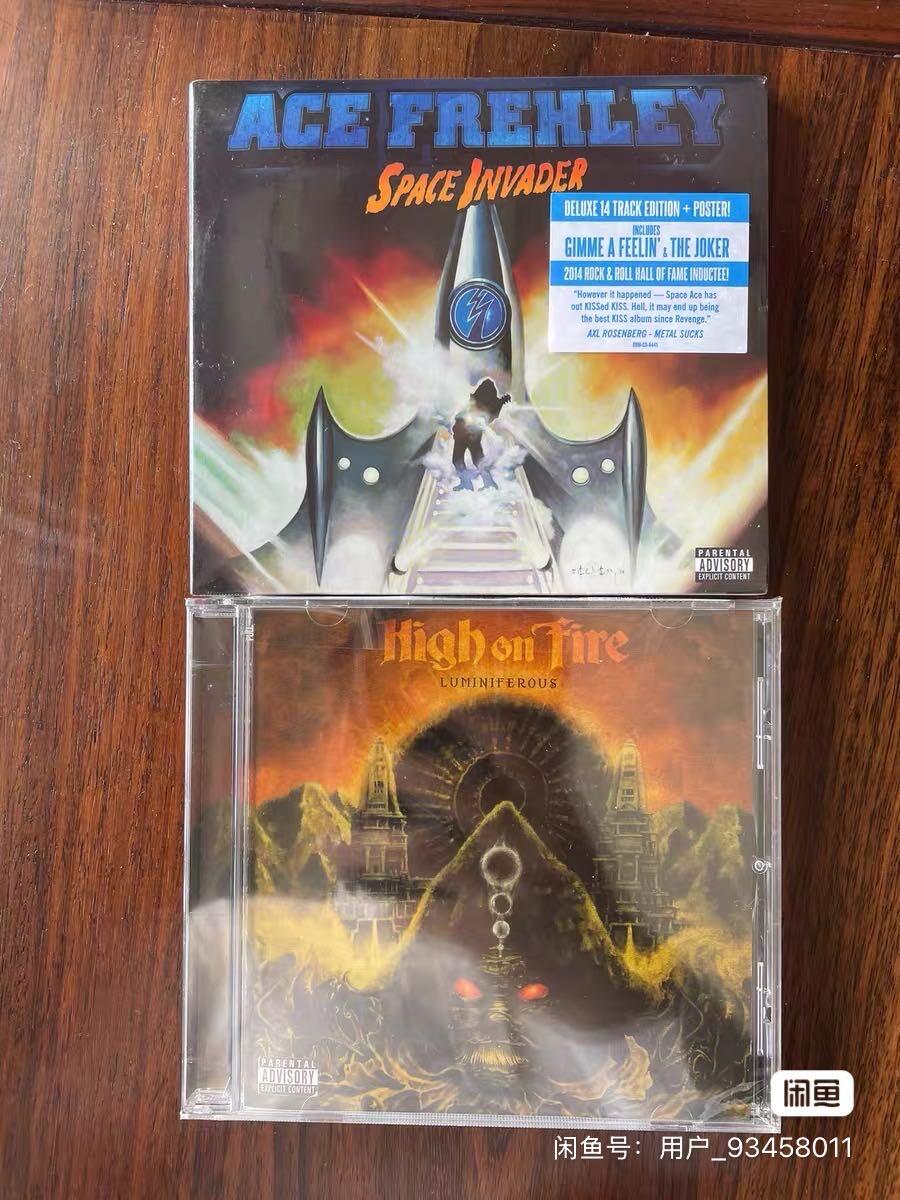 ACE FREHLEY
SPACE INVADER
DELUXE 14 TRACK EDITION + POSTER!
INCLUDES
GIMME A FEELIN' & THE JOKER
2014 ROCK & ROLL HALL OF FAME INDUCTEE!
"However it happened — Space Ace has
out KISSed KISS. Hell, it may end up being
the best KISS album since Revenge."
AXL ROSENBERG - METAL SUCKS
PARENTAL
ADVISORY
EXPLICIT CONTENT
High on Fire
LUMINIFEROUS
PARENTAL
ADVISORY
EXPLICIT CONTENT
闲鱼
闲鱼号：用户_93458011